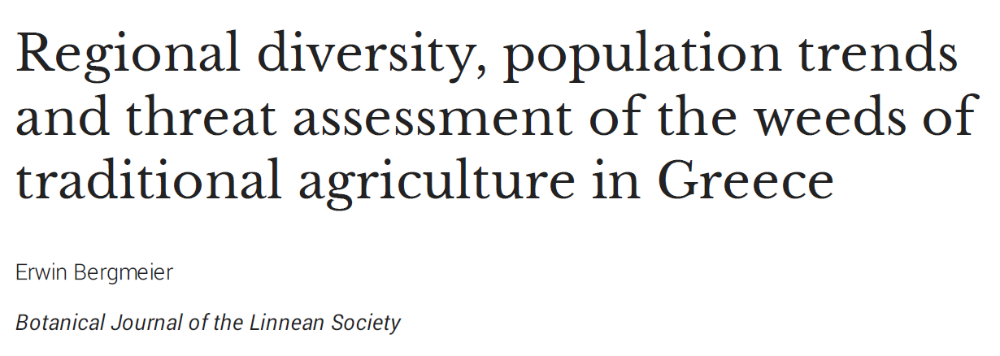 Regional diversity, population trends
and threat assessment of the weeds of
traditional agriculture in Greece
Erwin Bergmeier
Botanical Journal of the Linnean Society